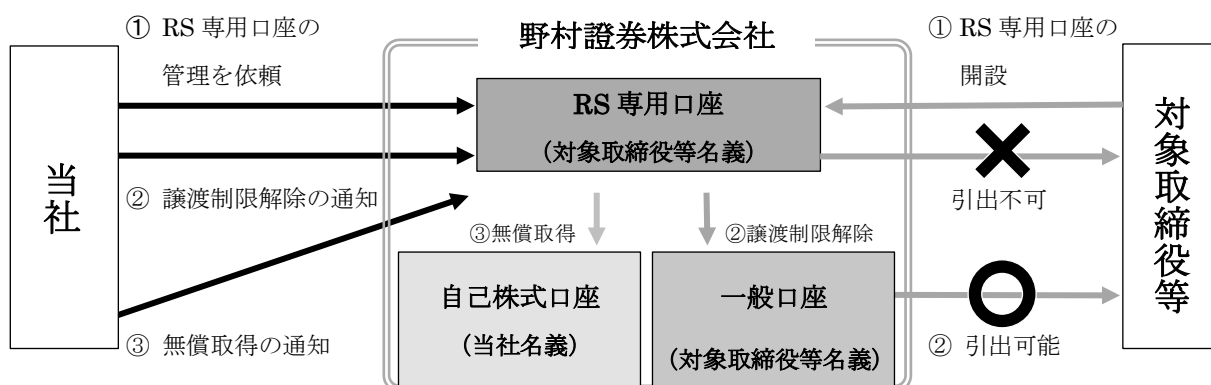 ① RS 専用口座の
管理を依頼
野村證券株式会社
① RS 専用口座の
開設
当社
RS 専用口座
(対象取締役等名義)
対象取締役等
② 譲渡制限解除の通知
引出不可
③無償取得
②譲渡制限解除
自己株式口座
(当社名義)
一般口座
(対象取締役等名義)
③ 無償取得の通知
② 引出可能